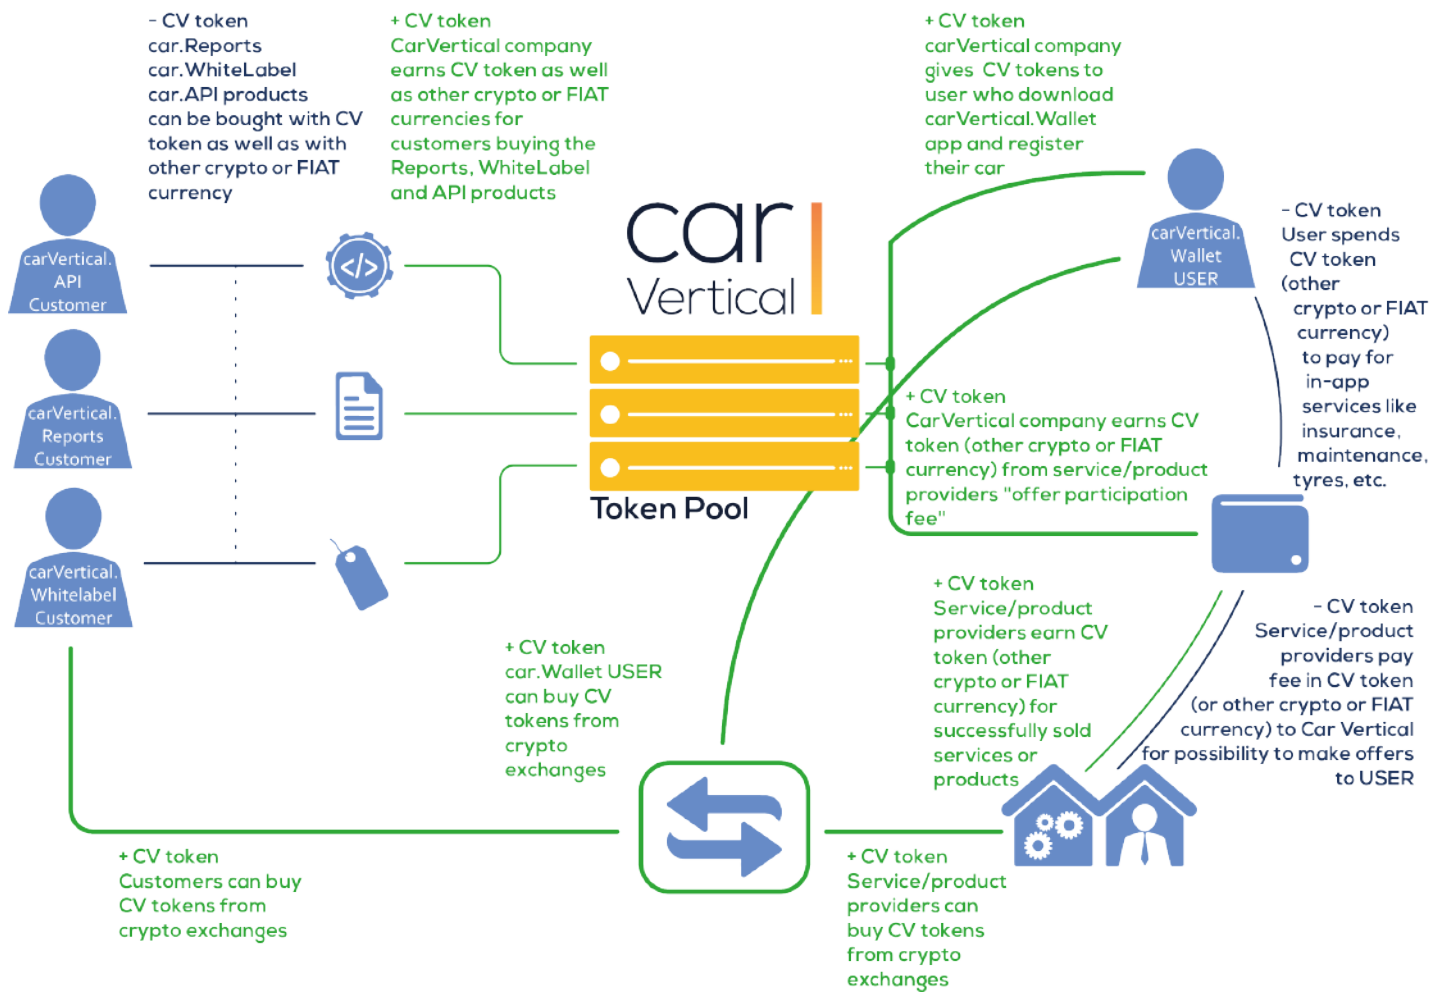 - CV token
car.Reports
car.WhiteLabel
car.API products
can be bought with CV
token as well as with
other crypto or FIAT
currency
+ CV token
CarVertical company
earns CV token as well
as other crypto or FIAT
currencies for
customers buying the
Reports, WhiteLabel
and API products
+ CV token
carVertical company
gives CV tokens to
user who download
carVertical.Wallet
app and register
their car
carVertical.
API
Customer
</>
car
Vertical
carVertical.
Wallet
USER
- CV token
User spends
CV token
(other
crypto or FIAT
currency)
to pay for
in-app
services like
insurance,
maintenance,
tyres, etc.
carVertical.
Reports
Customer
+ CV token
CarVertical company earns CV
token (other crypto or FIAT
currency) from service/product
providers "offer participation
fee"
Token Pool
carVertical.
Whitelabel
Customer
+ CV token
car.Wallet USER
can buy CV
tokens from
crypto
exchanges
+ CV token
Service/product
providers earn CV
token (other
crypto or FIAT
currency) for
successfully sold
services or
products
- CV token
Service/product
providers pay
fee in CV token
(or other crypto or FIAT
currency) to Car Vertical
for possibility to make offers
to USER
+ CV token
Customers can buy
CV tokens from
crypto exchanges
+ CV token
Service/product
providers can
buy CV tokens
from crypto
exchanges